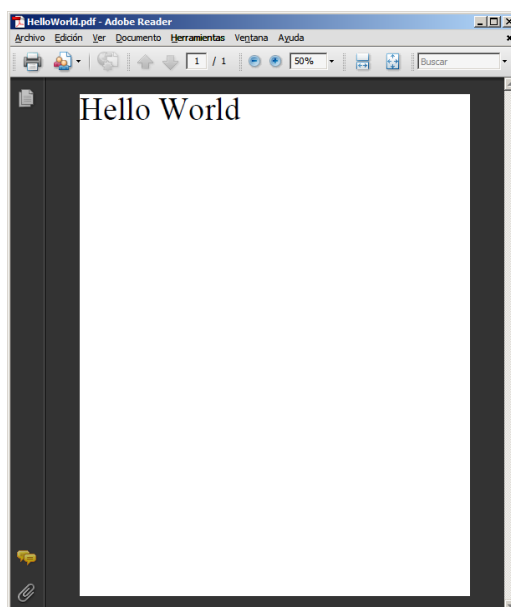 HelloWorld.pdf - Adobe Reader
Archivo Edición Ver Documento Herramientas Ventana Ayuda
1 / 1 50% Buscar
Hello World